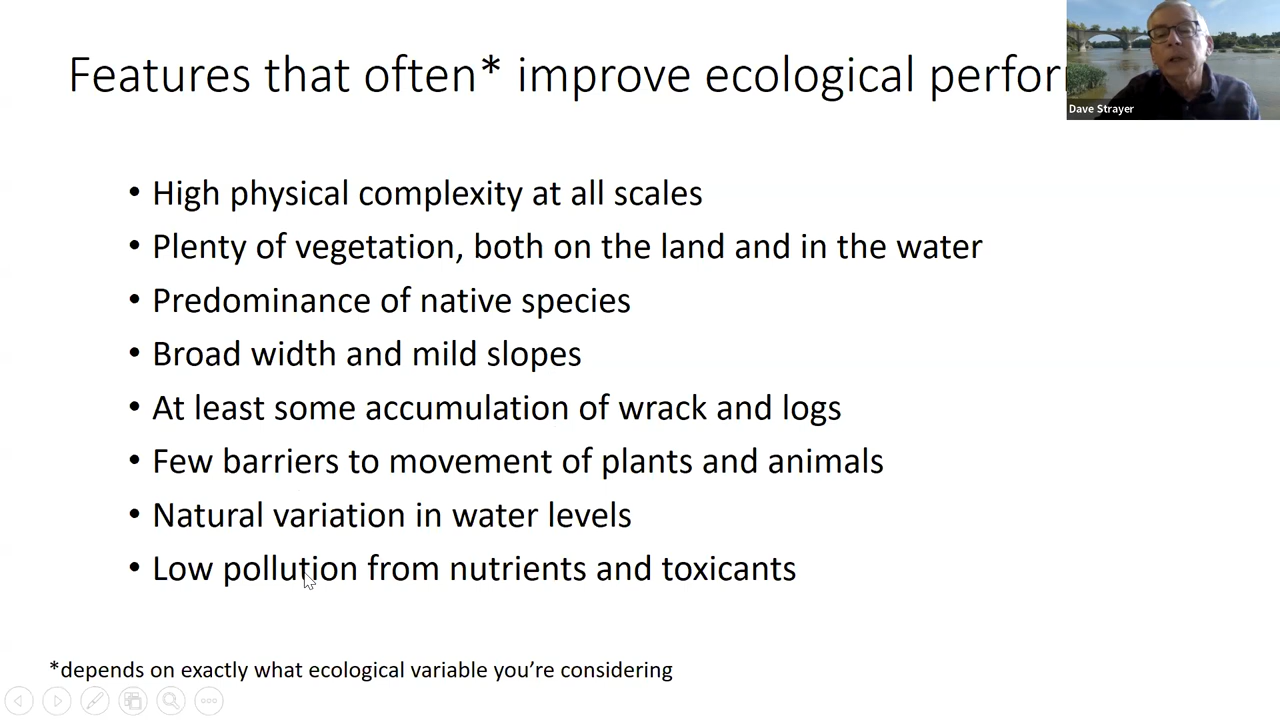 Features that often* improve ecological perfor
Dave Strayer
• High physical complexity at all scales
• Plenty of vegetation, both on the land and in the water
• Predominance of native species
• Broad width and mild slopes
• At least some accumulation of wrack and logs
• Few barriers to movement of plants and animals
• Natural variation in water levels
• Low pollution from nutrients and toxicants
*depends on exactly what ecological variable you're considering